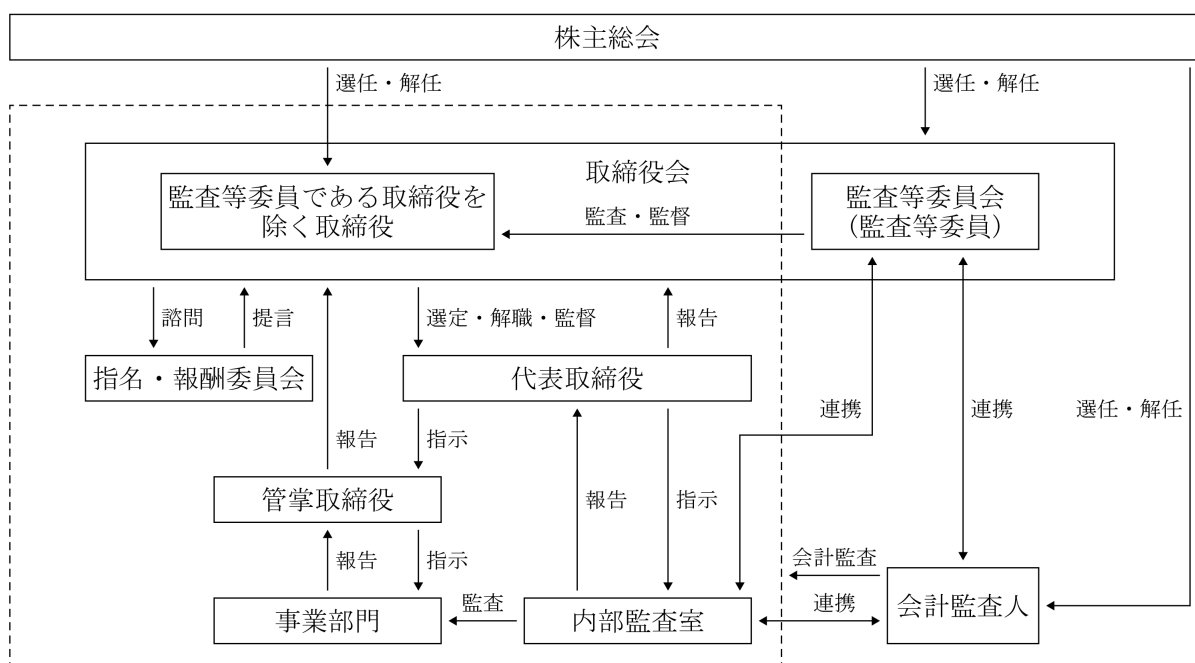 株主総会
選任・解任
選任・解任
取締役会
監査等委員である取締役を
除く取締役
監査・監督
監査等委員会
(監査等委員)
諮問
提言
選定・解職・監督
報告
指名・報酬委員会
代表取締役
連携
連携
選任・解任
報告
指示
管掌取締役
報告
指示
報告
指示
会計監査
事業部門
監査
内部監査室
連携
会計監査人